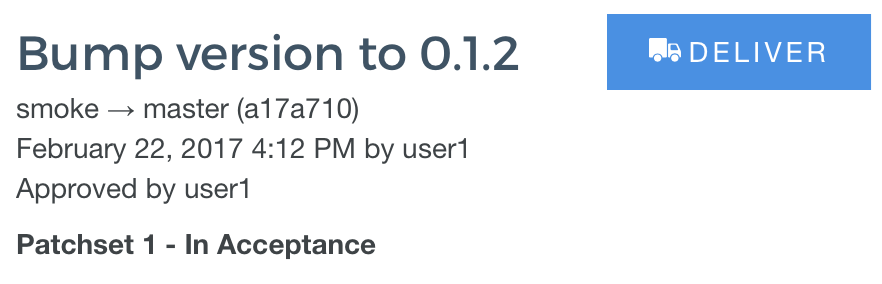 Bump version to 0.1.2
DELIVER
smoke → master (a17a710)
February 22, 2017 4:12 PM by user1
Approved by user1
Patchset 1 - In Acceptance